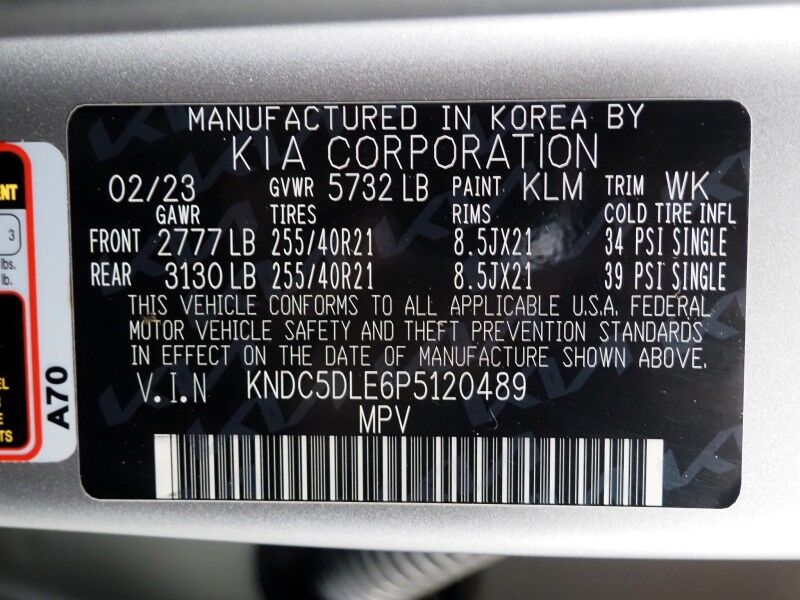 MANUFACTURED IN KOREA BY
KIA CORPORATION
02/23 GVWR 5732 LB PAINT KLM TRIM WK
GAWR TIRES RIMS COLD TIRE INFL
FRONT 2777 LB 255/40R21 8.5JX21 34 PSI SINGLE
REAR 3130 LB 255/40R21 8.5JX21 39 PSI SINGLE
THIS VEHICLE CONFORMS TO ALL APPLICABLE U.S.A. FEDERAL
MOTOR VEHICLE SAFETY AND THEFT PREVENTION STANDARDS
IN EFFECT ON THE DATE OF MANUFACTURE SHOWN ABOVE.
V.I.N KNDC5DLE6P5120489
MPV
3
lbs.
lb.
A70